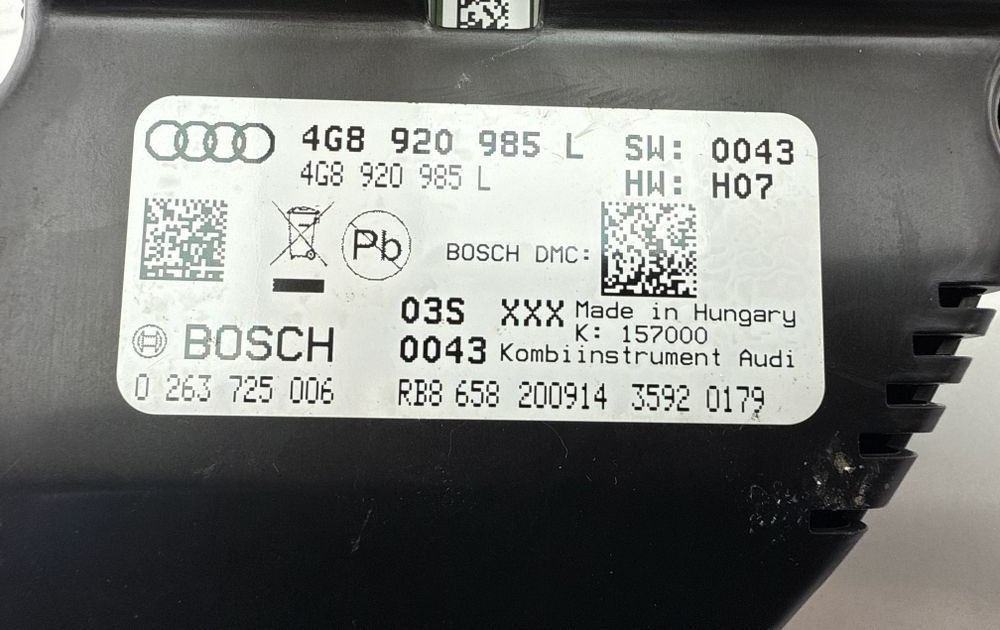 4G8 920 985 L SW: 0043
4G8 920 985 L HW: H07
Pb
BOSCH DMC:
03S XXX Made in Hungary
K: 157000
BOSCH 0043 Kombiinstrument Audi
0 263 725 006 RB8 658 200914 3592 0179